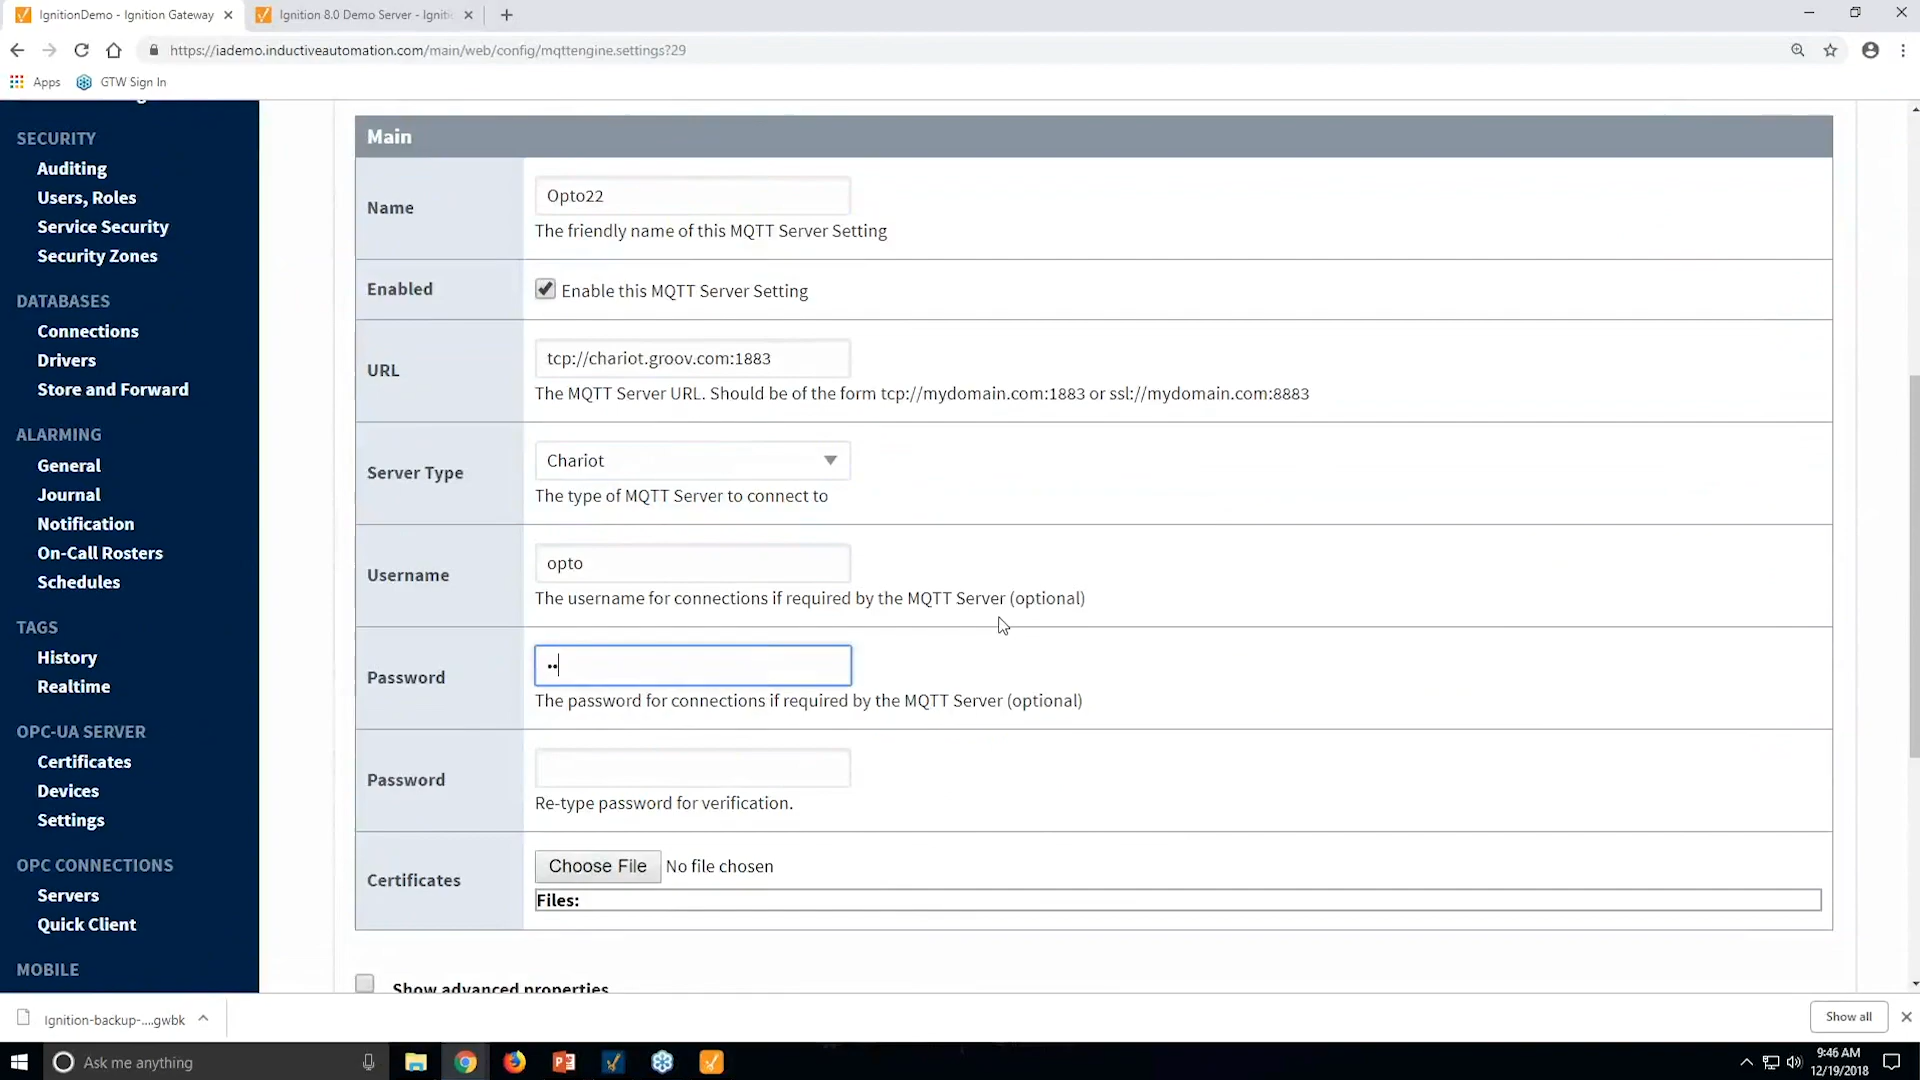 IgnitionDemo - Ignition Gateway
Ignition 8.0 Demo Server - Igniti
https://iademo.inductiveautomation.com/main/web/config/mqttengine.settings?29
Apps
GTW Sign In
SECURITY
Auditing
Users, Roles
Service Security
Security Zones
DATABASES
Connections
Drivers
Store and Forward
ALARMING
General
Journal
Notification
On-Call Rosters
Schedules
TAGS
History
Realtime
OPC-UA SERVER
Certificates
Devices
Settings
OPC CONNECTIONS
Servers
Quick Client
MOBILE
Main
Name
Opto22
The friendly name of this MQTT Server Setting
Enabled
Enable this MQTT Server Setting
URL
tcp://chariot.groov.com:1883
The MQTT Server URL. Should be of the form tcp://mydomain.com:1883 or ssl://mydomain.com:8883
Server Type
Chariot
The type of MQTT Server to connect to
Username
opto
The username for connections if required by the MQTT Server (optional)
Password
••
The password for connections if required by the MQTT Server (optional)
Password
Re-type password for verification.
Certificates
Choose File No file chosen
Files:
Show advanced properties
Ignition-backup-....gwbk
Show all
Ask me anything
9:46 AM
12/19/2018